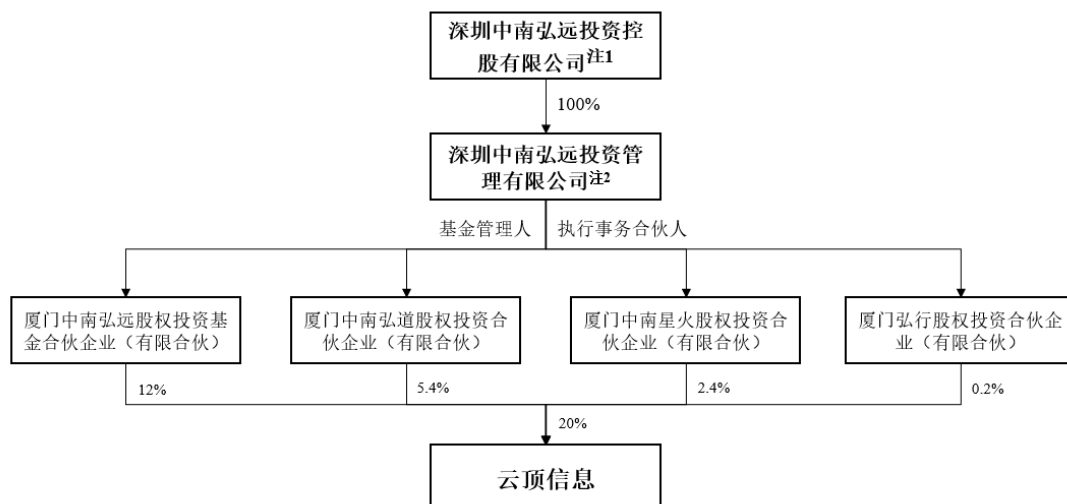 深圳中南弘远投资控
股有限公司注1
100%
深圳中南弘远投资管
理有限公司注2
基金管理人 执行事务合伙人
厦门中南弘远股权投资基
金合伙企业（有限合伙）
厦门中南弘道股权投资合
伙企业（有限合伙）
厦门中南星火股权投资合
伙企业（有限合伙）
厦门弘行股权投资合伙企
业（有限合伙）
12%
5.4%
2.4%
0.2%
20%
云顶信息